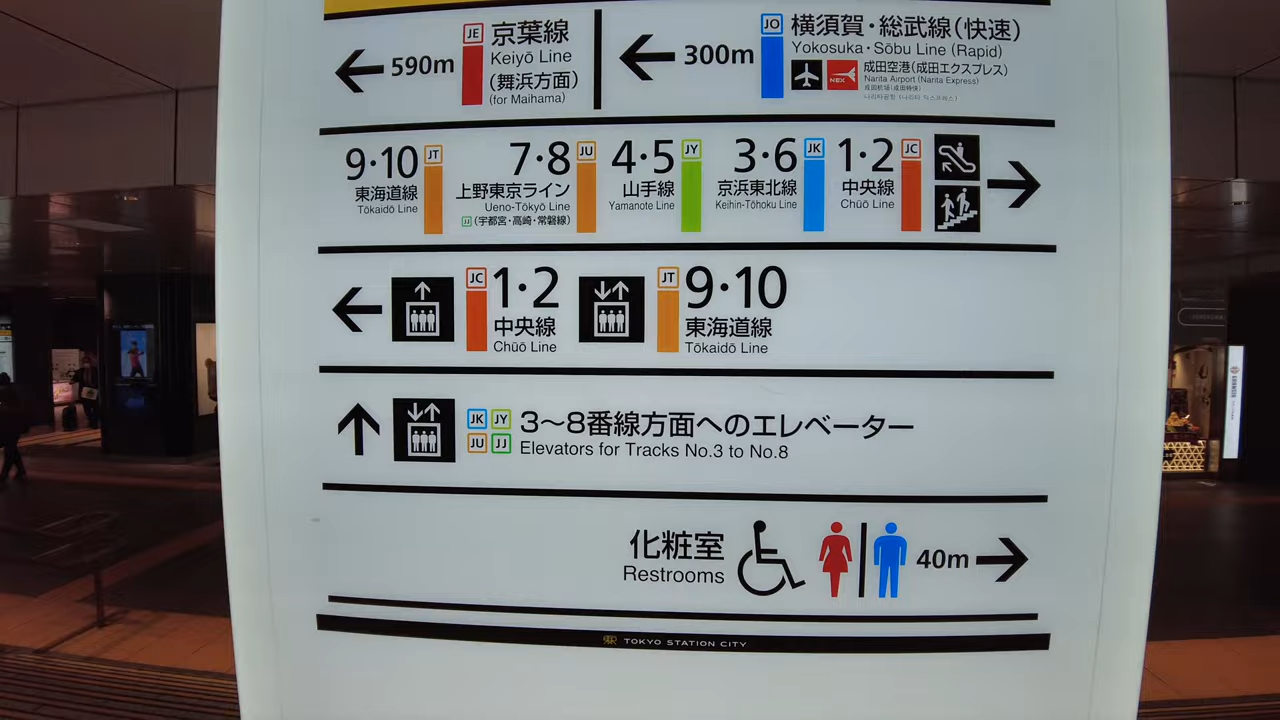 590m
JE
京葉線
Keiyō Line
(舞浜方面)
(for Maihama)
300m
JO
横須賀・総武線(快速)
Yokosuka・Sōbu Line (Rapid)
NEX
成田空港(成田エクスプレス)
Narita Airport (Narita Express)
9・10
JT
東海道線
Tōkaidō Line
7・8
JU
上野東京ライン
Ueno-Tōkyō Line
JJ (宇都宮・高崎・常磐線)
4・5
JY
山手線
Yamanote Line
3・6
JK
京浜東北線
Keihin-Tōhoku Line
1・2
JC
中央線
Chūō Line
JC
1・2
中央線
Chūō Line
JT
9・10
東海道線
Tōkaidō Line
JK JY
JU JJ
3〜8番線方面へのエレベーター
Elevators for Tracks No.3 to No.8
化粧室
Restrooms
40m
TOKYO STATION CITY